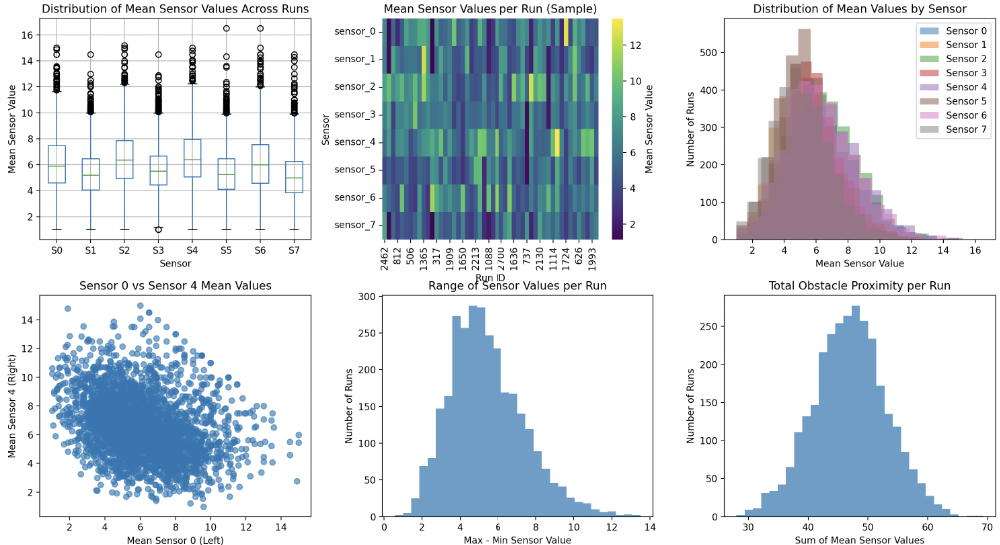 Distribution of Mean Sensor Values Across Runs
Mean Sensor Value
16
14
12
10
8
6
4
2
S0 S1 S2 S3 S4 S5 S6 S7
Sensor
Mean Sensor Values per Run (Sample)
Sensor
sensor_0
sensor_1
sensor_2
sensor_3
sensor_4
sensor_5
sensor_6
sensor_7
2462 812 506 1365 317 1909 1650 2213 1088 2700 1636 737 2130 1114 1724 626 1993
Run ID
12
10
8
6
4
2
Mean Sensor Value
Distribution of Mean Values by Sensor
Number of Runs
500
400
300
200
100
0
Sensor 0
Sensor 1
Sensor 2
Sensor 3
Sensor 4
Sensor 5
Sensor 6
Sensor 7
2 4 6 8 10 12 14 16
Mean Sensor Value
Sensor 0 vs Sensor 4 Mean Values
Mean Sensor 4 (Right)
14
12
10
8
6
4
2
2 4 6 8 10 12 14
Mean Sensor 0 (Left)
Range of Sensor Values per Run
Number of Runs
300
250
200
150
100
50
0
0 2 4 6 8 10 12 14
Max - Min Sensor Value
Total Obstacle Proximity per Run
Number of Runs
250
200
150
100
50
0
30 40 50 60 70
Sum of Mean Sensor Values